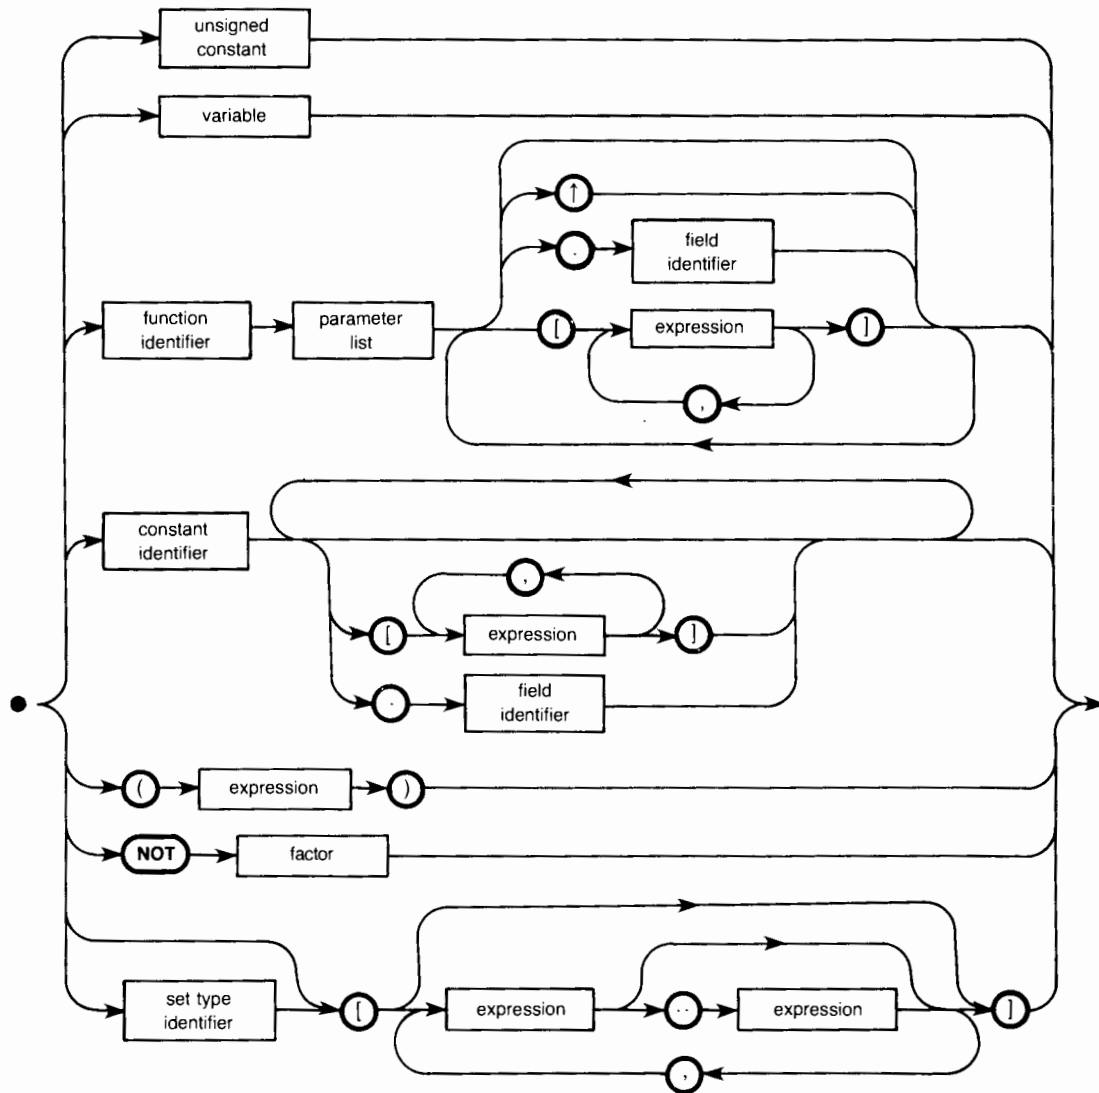 unsigned
constant
variable
↑
.
field
identifier
function
identifier
parameter
list
[
expression
]
,
constant
identifier
,
[
expression
]
.
field
identifier
(
expression
)
NOT
factor
set type
identifier
[
expression
..
expression
]
,